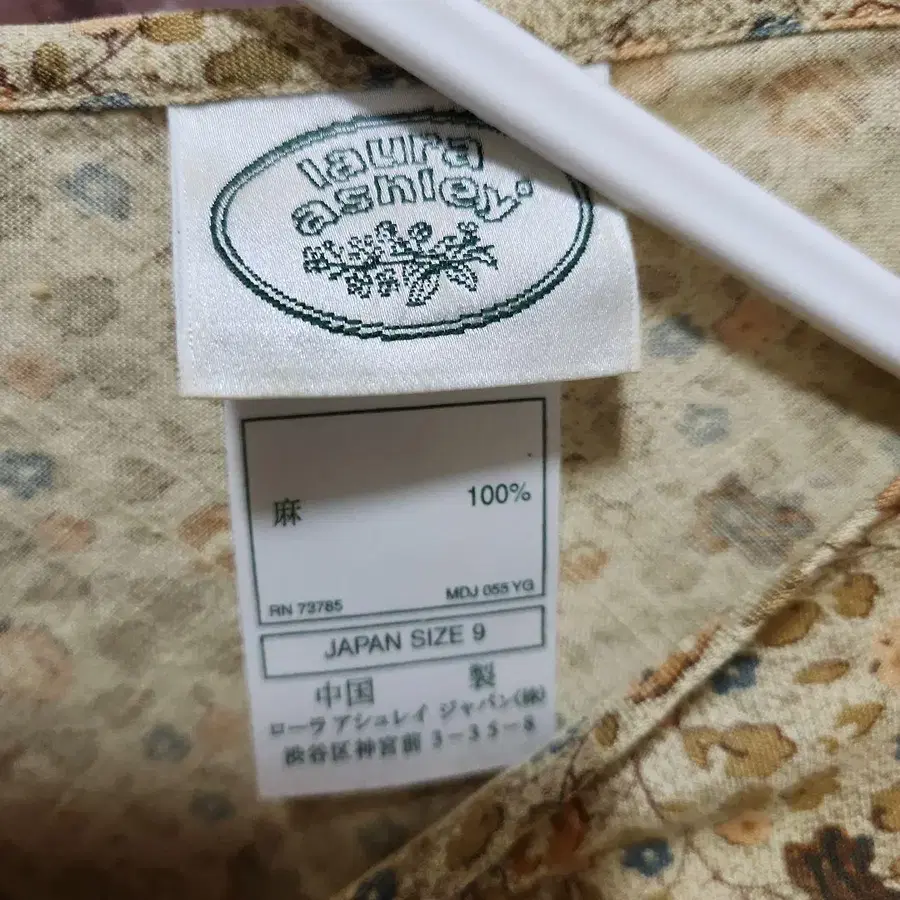 laura
ashley
麻 100%
RN 73785 MDJ 055 YG
JAPAN SIZE 9
中国 製
ローラ アシュレイ ジャパン(株)
渋谷区神宮前 3-35-8